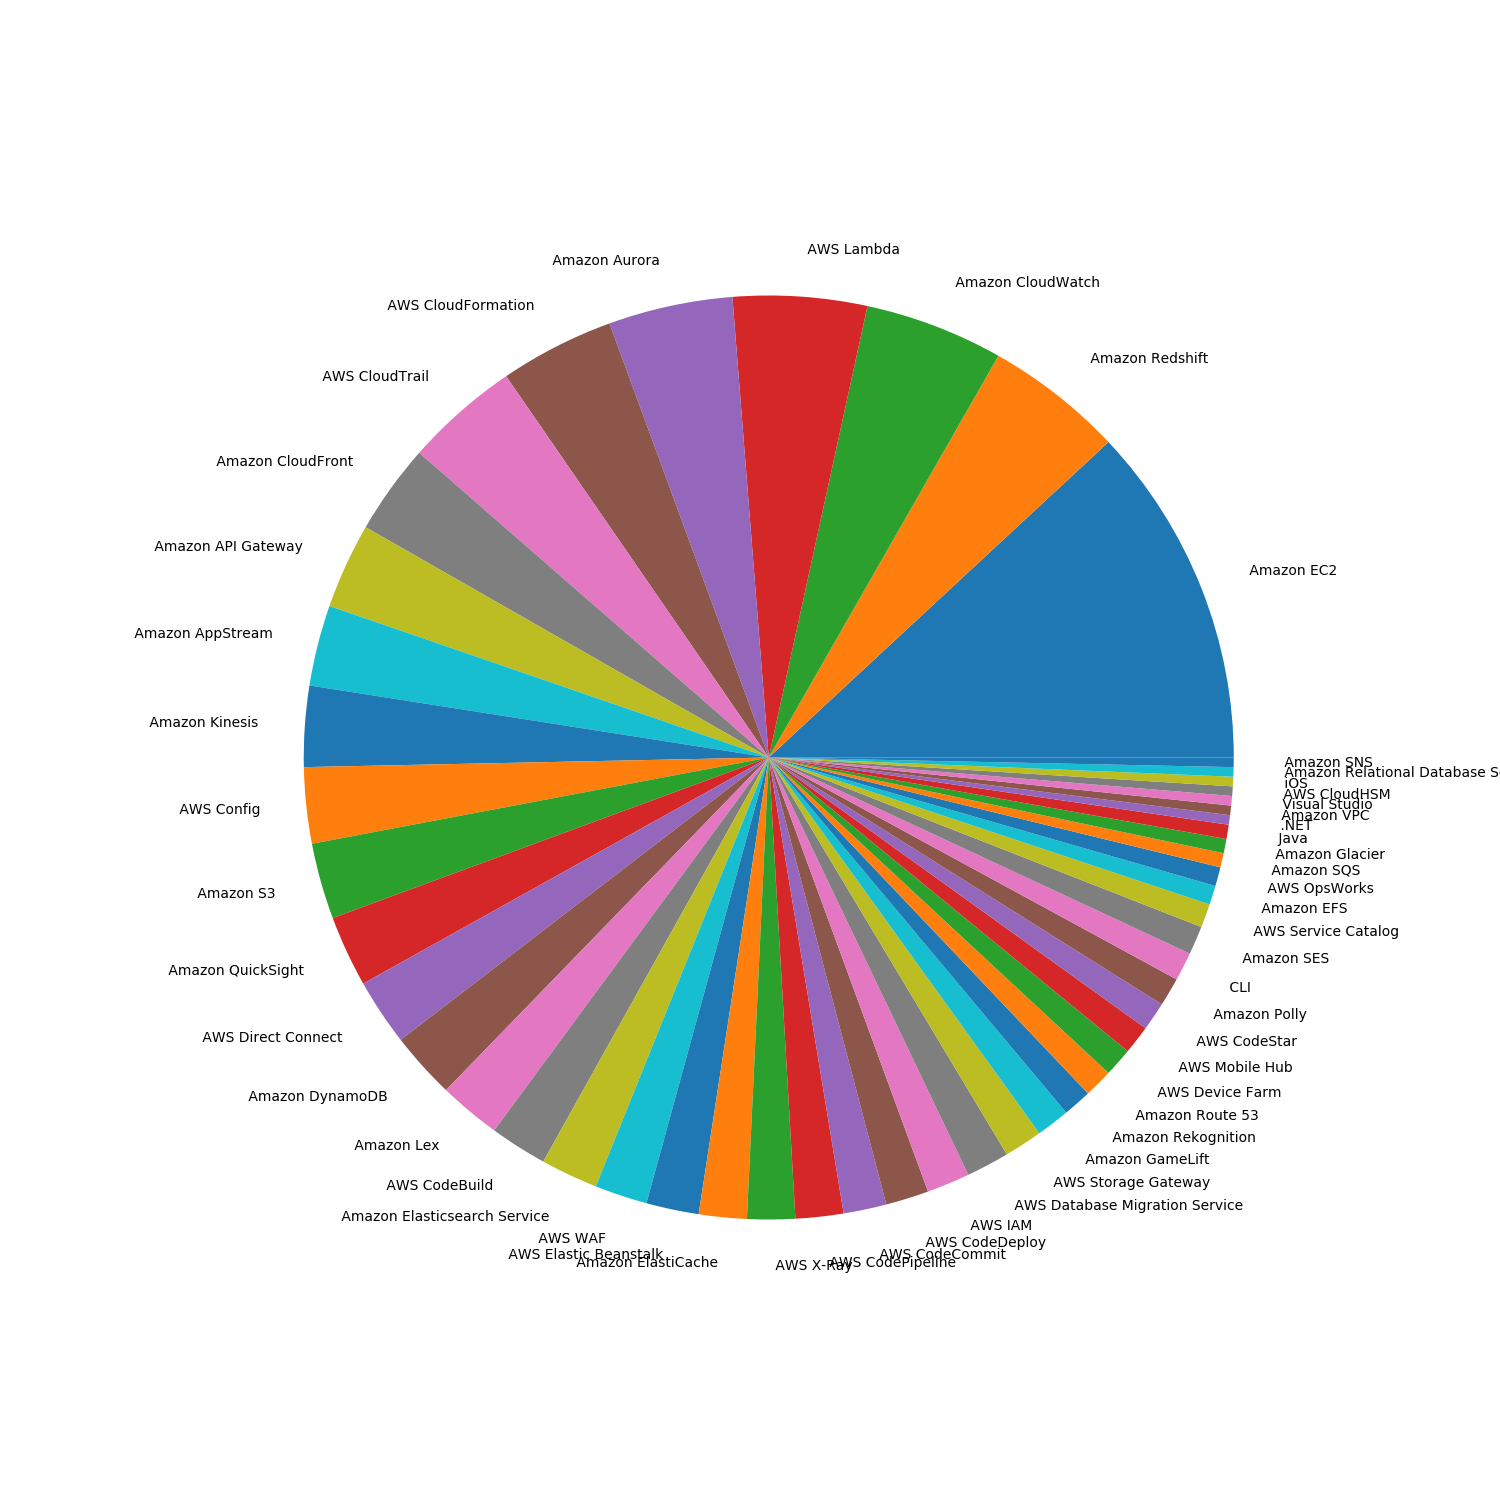 AWS Lambda
Amazon Aurora
Amazon CloudWatch
AWS CloudFormation
Amazon Redshift
AWS CloudTrail
Amazon CloudFront
Amazon API Gateway
Amazon EC2
Amazon AppStream
Amazon Kinesis
Amazon SNS
Amazon Relational Database S
iOS
AWS CloudHSM
Visual Studio
AWS Config
Amazon VPC
.NET
Java
Amazon Glacier
Amazon SQS
AWS OpsWorks
Amazon S3
Amazon EFS
AWS Service Catalog
Amazon SES
Amazon QuickSight
CLI
Amazon Polly
AWS Direct Connect
AWS CodeStar
AWS Mobile Hub
AWS Device Farm
Amazon DynamoDB
Amazon Route 53
Amazon Rekognition
Amazon Lex
Amazon GameLift
AWS Storage Gateway
AWS CodeBuild
AWS Database Migration Service
Amazon Elasticsearch Service
AWS IAM
AWS WAF
AWS CodeDeploy
AWS Elastic Beanstalk
AWS CodeCommit
Amazon ElastiCache
AWS CodePipeline
AWS X-Ray